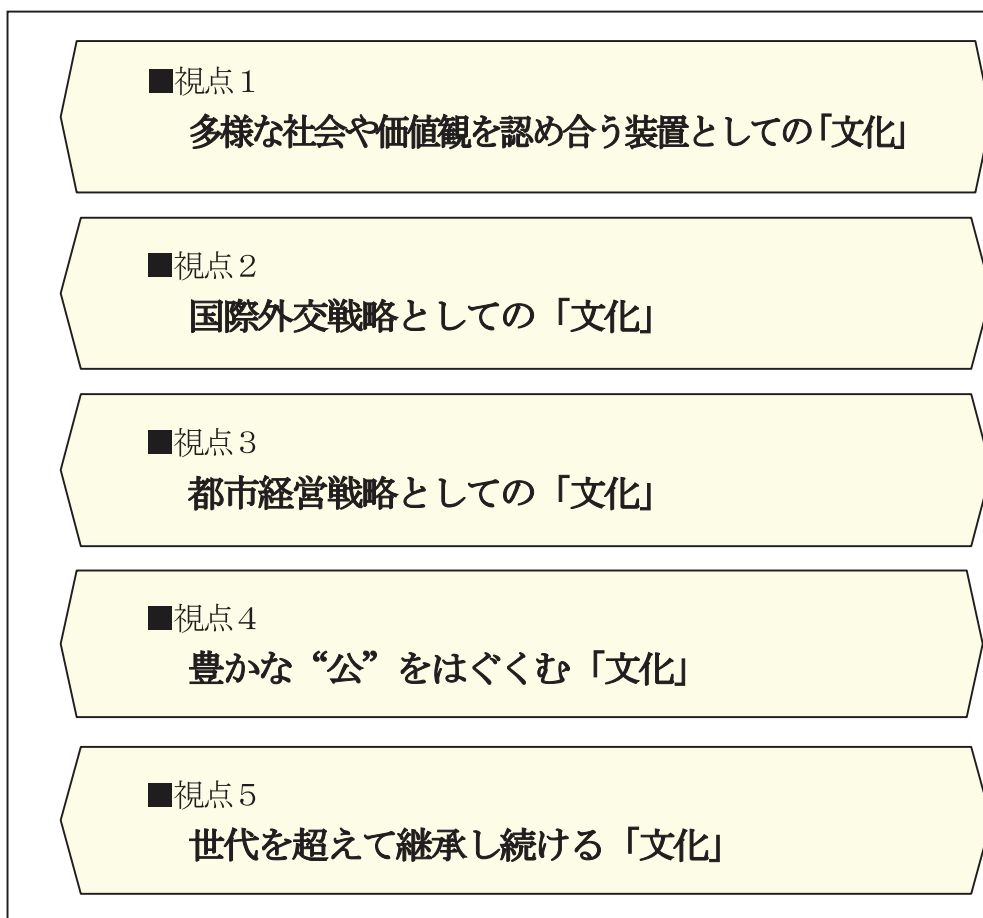 ■視点１
多様な社会や価値観を認め合う装置としての「文化」
■視点２
国際外交戦略としての「文化」
■視点３
都市経営戦略としての「文化」
■視点４
豊かな“公”をはぐくむ「文化」
■視点５
世代を超えて継承し続ける「文化」